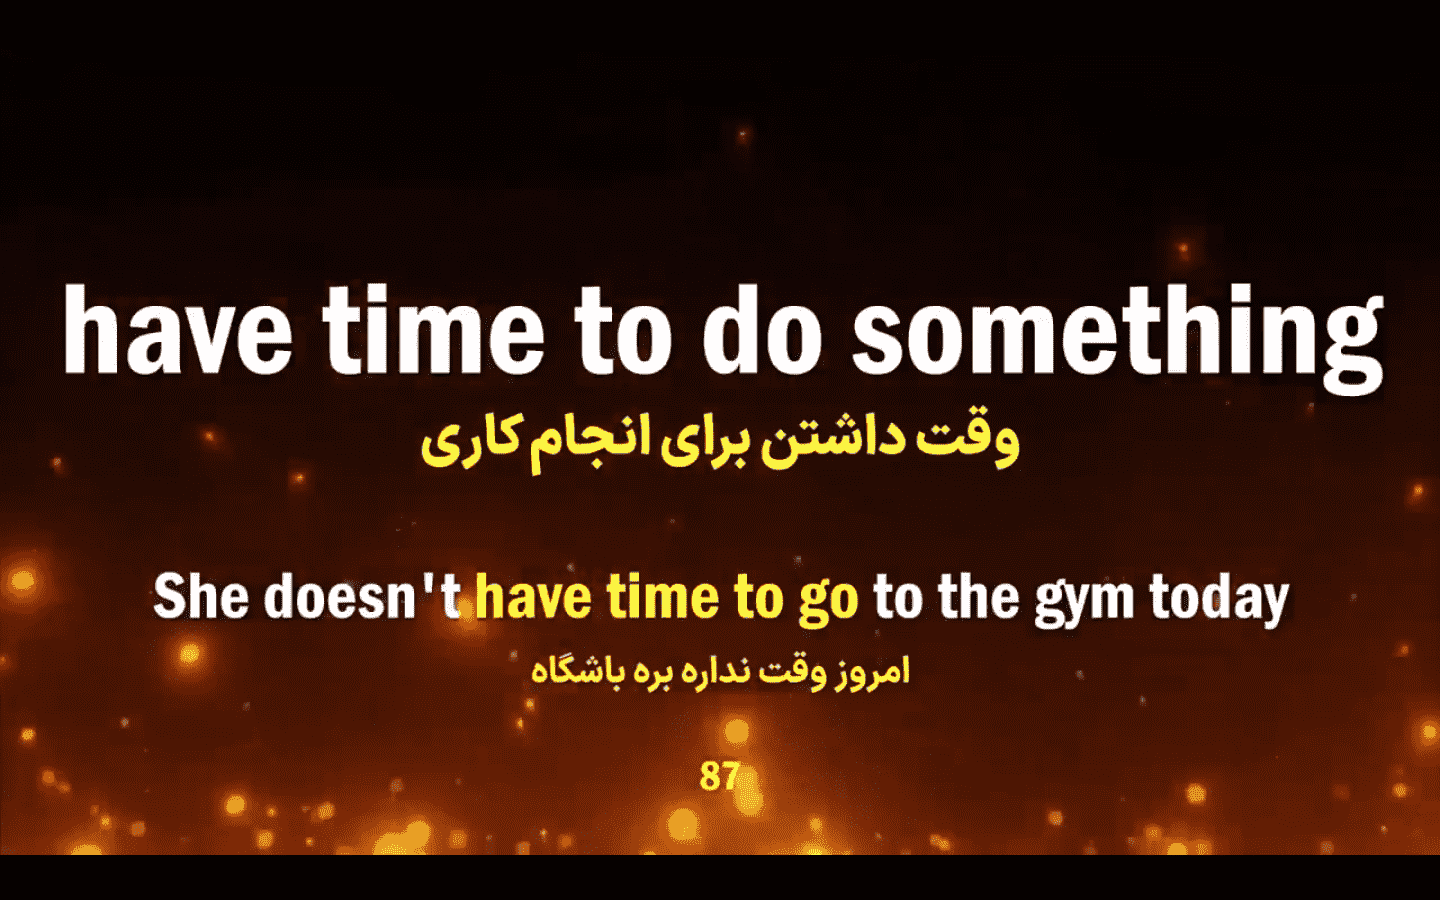 have time to do something
وقت داشتن برای انجام کاری
She doesn't have time to go to the gym today
امروز وقت نداره بره باشگاه
87